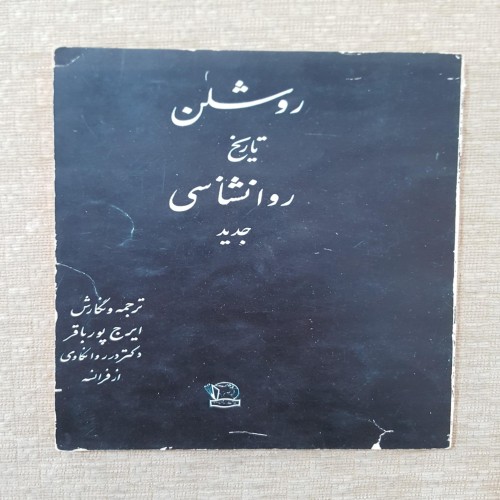 روشلن
تاریخ
روانشناسی
جدید
ترجمه و نگارش
ایرج پورباقر
دکتر در روانکاوی
از فرانسه